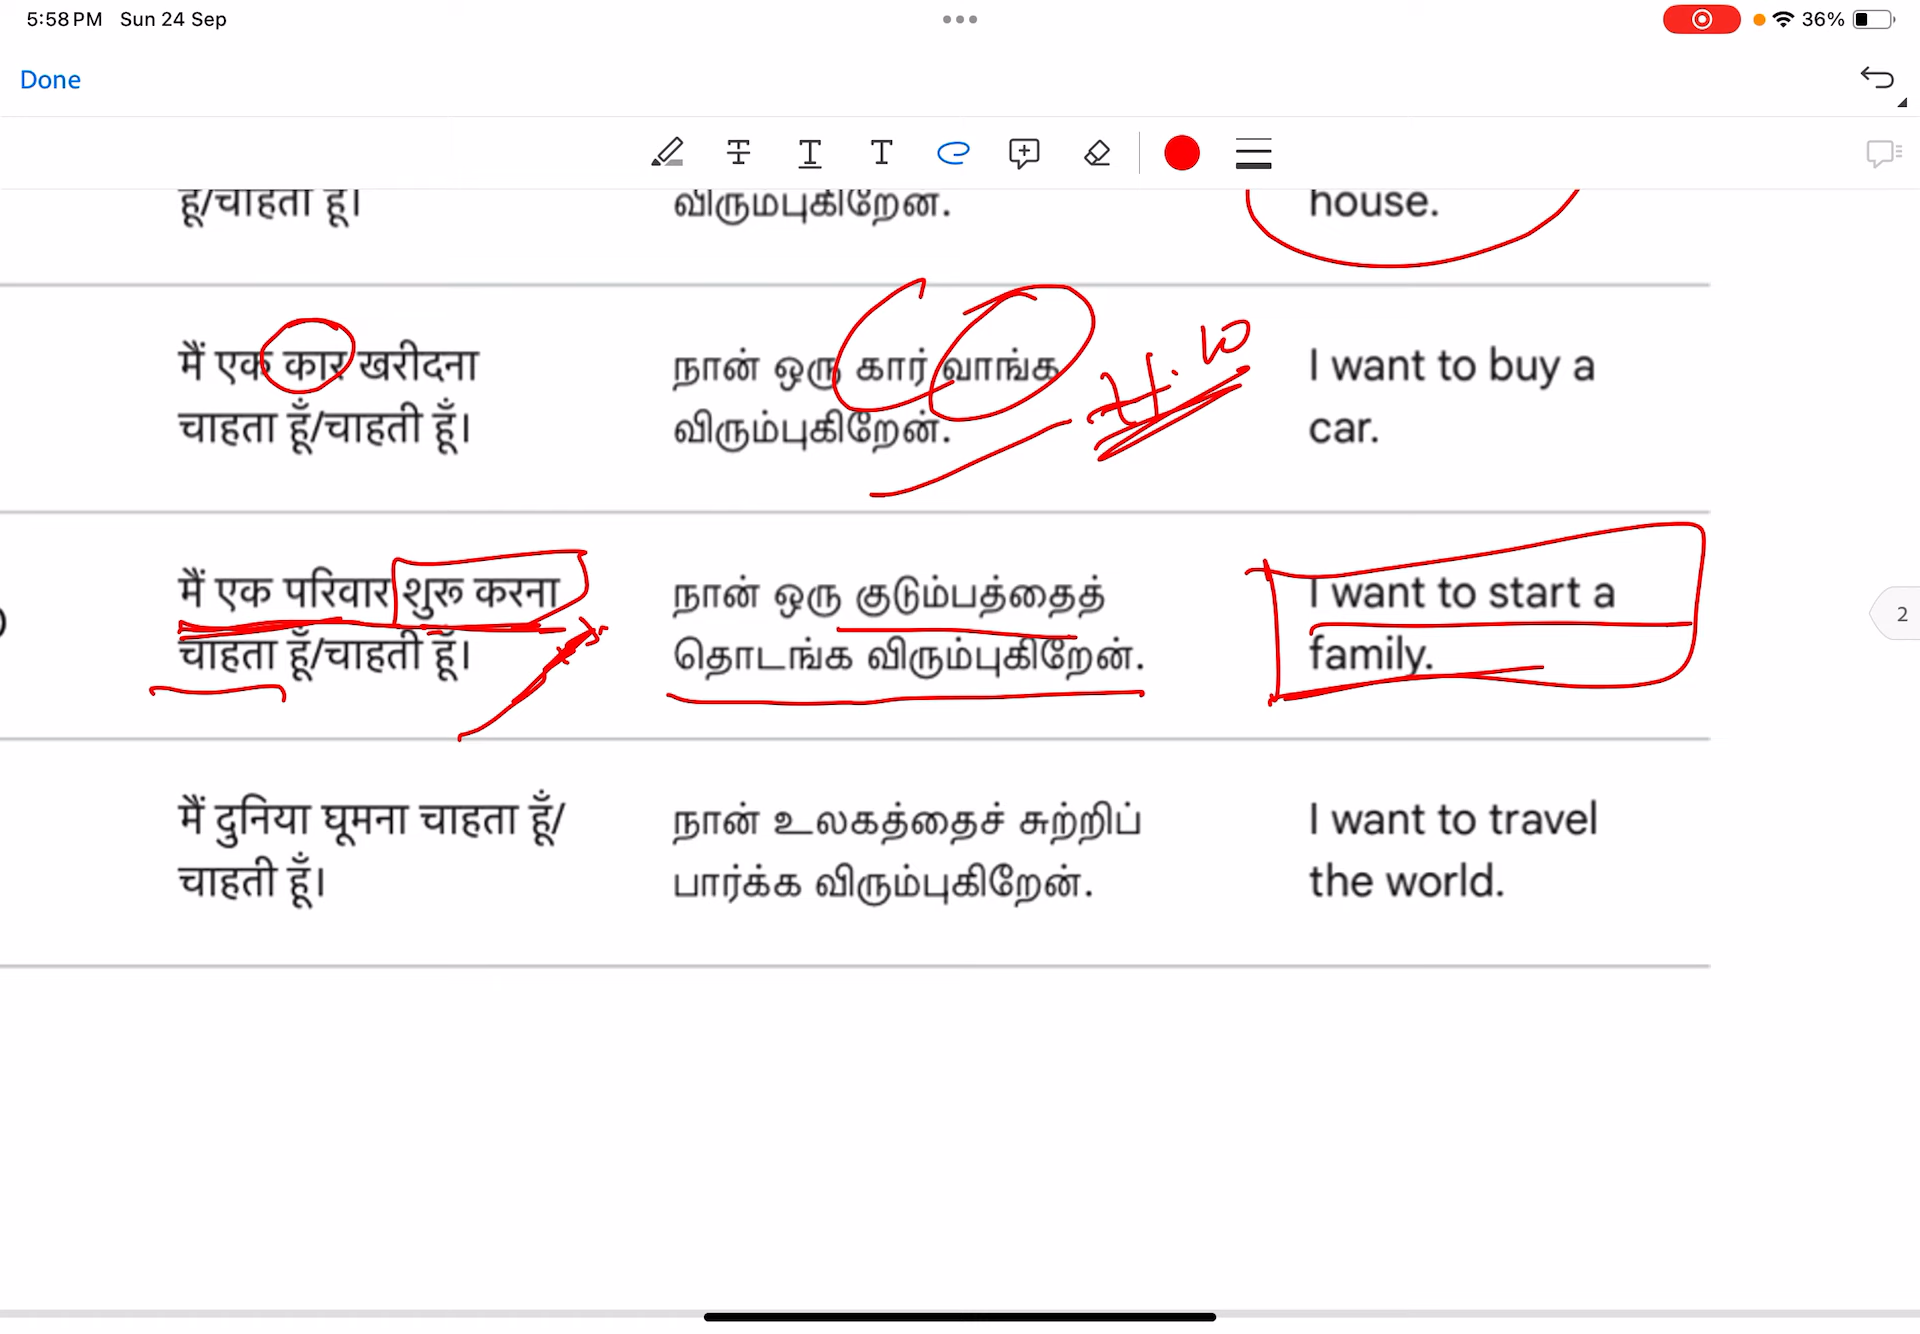 5:58 PM Sun 24 Sep
36%
Done
हूँ/चाहती हूँ।
விரும்புகிறேன்.
house.
मैं एक कार खरीदना
चाहता हूँ/चाहती हूँ।
நான் ஒரு கார் வாங்க
விரும்புகிறேன்.
I want to buy a
car.
मैं एक परिवार शुरू करना
चाहता हूँ/चाहती हूँ।
நான் ஒரு குடும்பத்தைத்
தொடங்க விரும்புகிறேன்.
I want to start a
family.
2
मैं दुनिया घूमना चाहता हूँ/
चाहती हूँ।
நான் உலகத்தைச் சுற்றிப்
பார்க்க விரும்புகிறேன்.
I want to travel
the world.